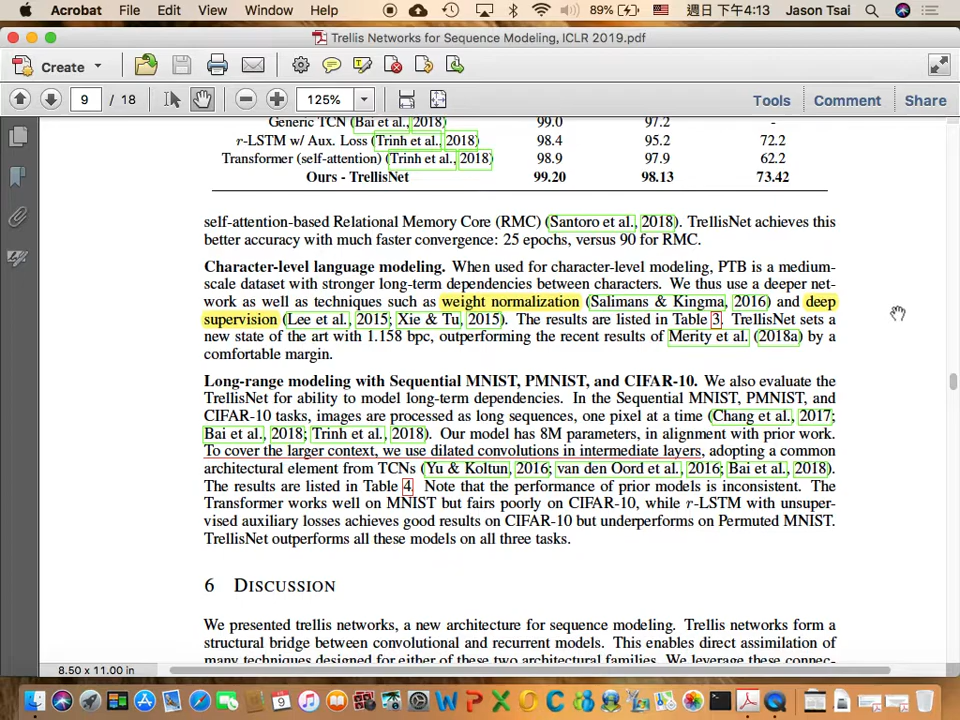 Acrobat File Edit View Window Help 89% 週日 下午4:13 Jason Tsai
Trellis Networks for Sequence Modeling, ICLR 2019.pdf
Create
9 / 18 125% Tools Comment Share
Generic TCN (Bai et al., 2018) 99.0 97.2 -
r-LSTM w/ Aux. Loss (Trinh et al., 2018) 98.4 95.2 72.2
Transformer (self-attention) (Trinh et al., 2018) 98.9 97.9 62.2
Ours - TrellisNet 99.20 98.13 73.42
self-attention-based Relational Memory Core (RMC) (Santoro et al., 2018). TrellisNet achieves this
better accuracy with much faster convergence: 25 epochs, versus 90 for RMC.
Character-level language modeling. When used for character-level modeling, PTB is a medium-
scale dataset with stronger long-term dependencies between characters. We thus use a deeper net-
work as well as techniques such as weight normalization (Salimans & Kingma, 2016) and deep
supervision (Lee et al., 2015; Xie & Tu, 2015). The results are listed in Table 3. TrellisNet sets a
new state of the art with 1.158 bpc, outperforming the recent results of Merity et al. (2018a) by a
comfortable margin.
Long-range modeling with Sequential MNIST, PMNIST, and CIFAR-10. We also evaluate the
TrellisNet for ability to model long-term dependencies. In the Sequential MNIST, PMNIST, and
CIFAR-10 tasks, images are processed as long sequences, one pixel at a time (Chang et al., 2017;
Bai et al., 2018; Trinh et al., 2018). Our model has 8M parameters, in alignment with prior work.
To cover the larger context, we use dilated convolutions in intermediate layers, adopting a common
architectural element from TCNs (Yu & Koltun, 2016; van den Oord et al., 2016; Bai et al., 2018).
The results are listed in Table 4. Note that the performance of prior models is inconsistent. The
Transformer works well on MNIST but fairs poorly on CIFAR-10, while r-LSTM with unsuper-
vised auxiliary losses achieves good results on CIFAR-10 but underperforms on Permuted MNIST.
TrellisNet outperforms all these models on all three tasks.
6 DISCUSSION
We presented trellis networks, a new architecture for sequence modeling. Trellis networks form a
structural bridge between convolutional and recurrent models. This enables direct assimilation of
many techniques designed for either of these two architectural families. We leverage these connec-
8.50 x 11.00 in